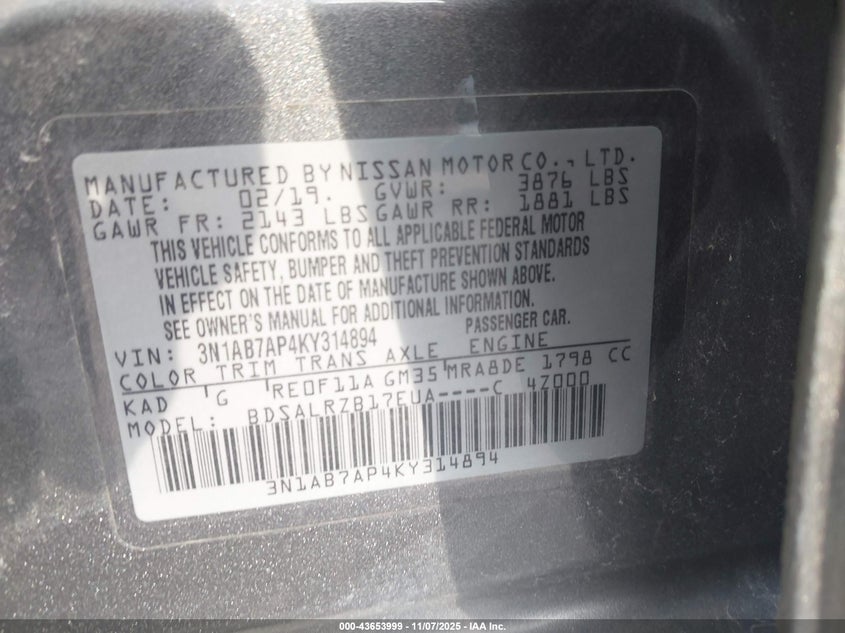 MANUFACTURED BY NISSAN MOTOR CO., LTD.
DATE: 02/19. GVWR: 3876 LBS
GAWR FR: 2143 LBS GAWR RR: 1881 LBS
THIS VEHICLE CONFORMS TO ALL APPLICABLE FEDERAL MOTOR
VEHICLE SAFETY, BUMPER AND THEFT PREVENTION STANDARDS
IN EFFECT ON THE DATE OF MANUFACTURE SHOWN ABOVE.
SEE OWNER'S MANUAL FOR ADDITIONAL INFORMATION.
VIN: 3N1AB7AP4KY314894 PASSENGER CAR.
COLOR TRIM TRANS AXLE ENGINE
KAD G RE0F11A GM35 MRA8DE 1798 CC
MODEL: BDSALRZB17EUA----C 4Z000
3N1AB7AP4KY314894
000-43653999 - 11/07/2025 - IAA Inc.